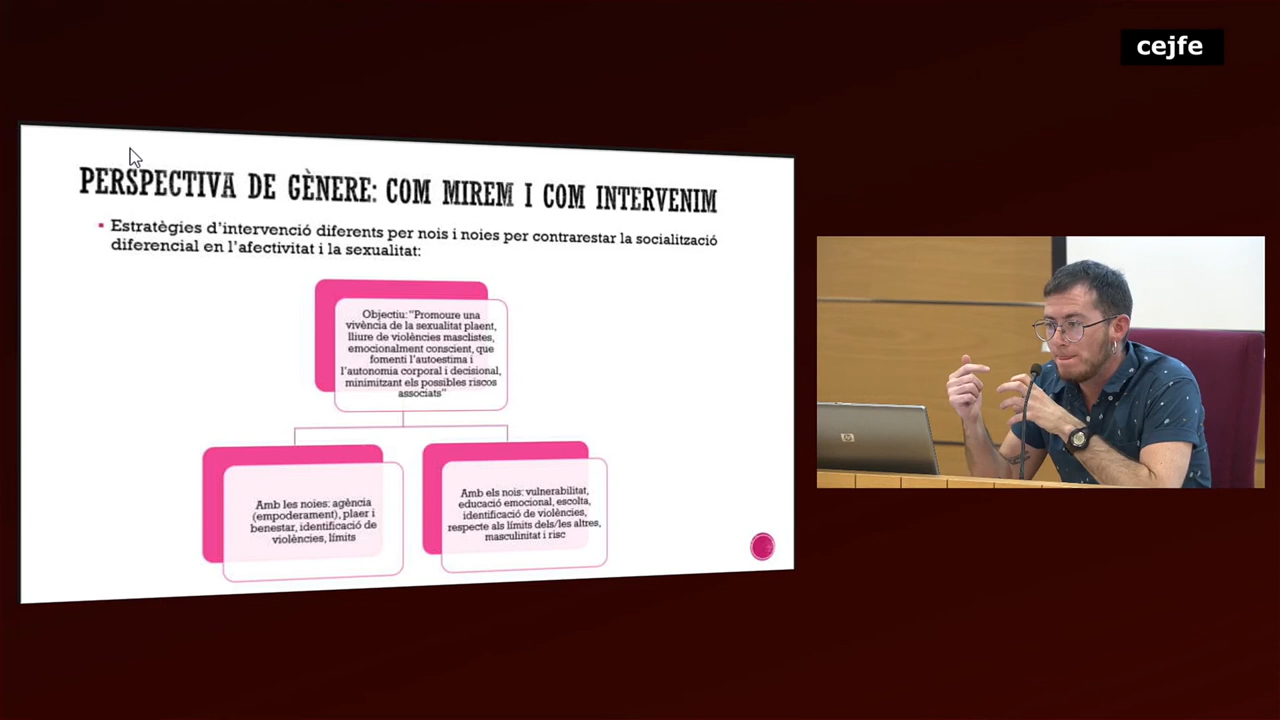 cejfe
PERSPECTIVA DE GÈNERE: COM MIREM I COM INTERVENIM
Estratègies d'intervenció diferents per nois i noies per contrarestar la socialització
diferencial en l'afectivitat i la sexualitat:
Objectiu: "Promoure una
vivència de la sexualitat plaent,
lliure de violències masclistes,
emocionalment conscient, que
fomenti l'autoestima i
l'autonomia corporal i decisional,
minimitzant els possibles riscos
associats"
Amb les noies: agència
(empoderament), plaer i
benestar, identificació de
violències, límits
Amb els nois: vulnerabilitat,
educació emocional, escolta,
identificació de violències,
respecte als límits dels/les altres,
masculinitat i risc
hp